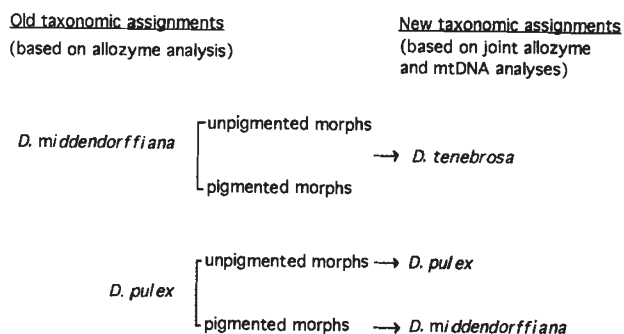 Old taxonomic assignments
(based on allozyme analysis)
New taxonomic assignments
(based on joint allozyme
and mtDNA analyses)
D. middendorffiana
unpigmented morphs
pigmented morphs
→ D. tenebrosa
D. pulex
unpigmented morphs → D. pulex
pigmented morphs → D. middendorffiana